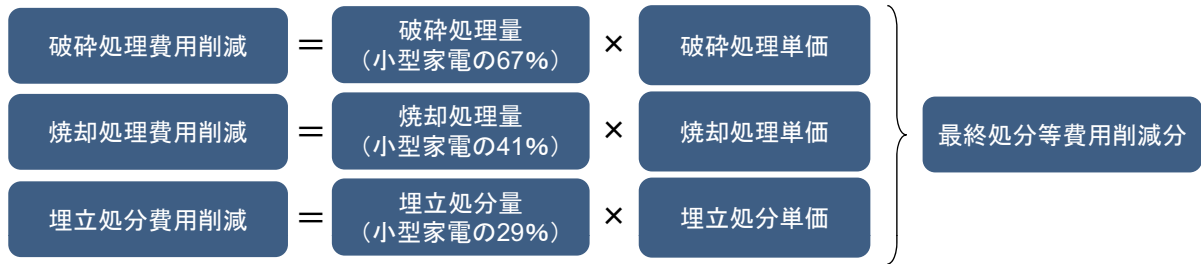 破砕処理費用削減 ＝ 破砕処理量 × 破砕処理単価
（小型家電の67%）
焼却処理費用削減 ＝ 焼却処理量 × 焼却処理単価
（小型家電の41%）
埋立処分費用削減 ＝ 埋立処分量 × 埋立処分単価
（小型家電の29%）
最終処分等費用削減分